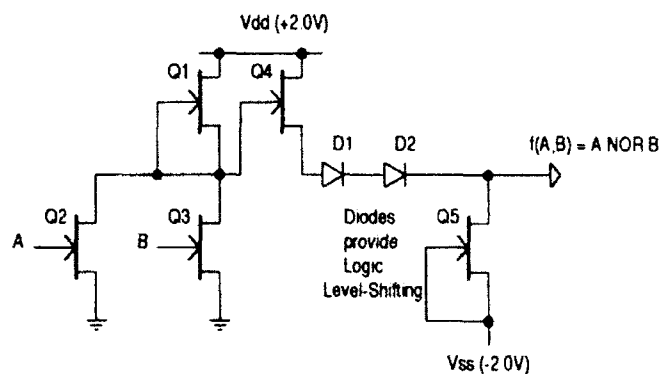 Vdd (+2.0V)
Q1
Q4
D1
D2
f(A,B) = A NOR B
Q2
Q3
Q5
A
B
Diodes
provide
Logic
Level-Shifting
Vss (-2.0V)